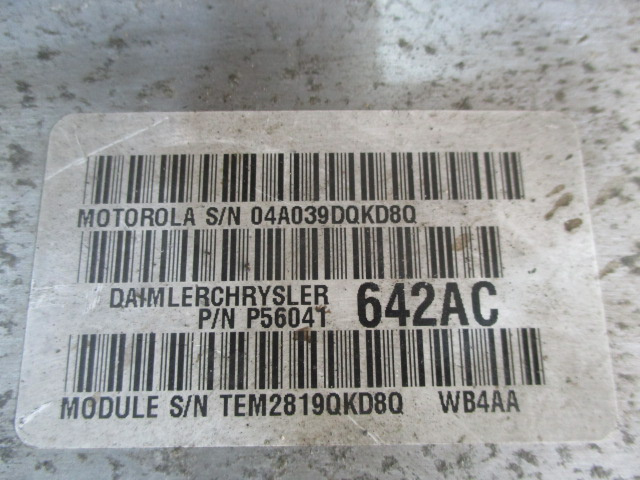 MOTOROLA S/N 04A039DQKD8Q
DAIMLERCHRYSLER
P/N P56041 642AC
MODULE S/N TEM2819QKD8Q WB4AA